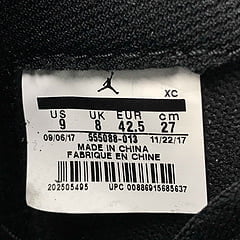 XC
US UK EUR cm
9 8 42.5 27
09/06/17 555088-013 11/22/17
MADE IN CHINA
FABRIQUE EN CHINE
202505495 UPC 00886915685637